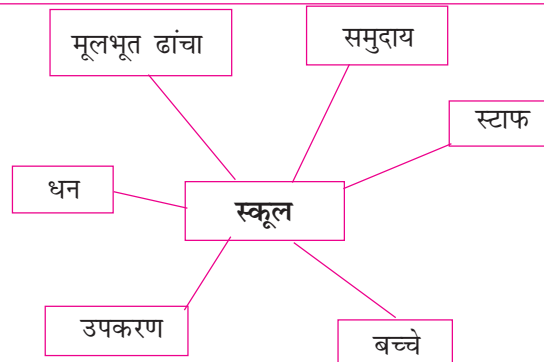 मूलभूत ढांचा
समुदाय
स्टाफ
धन
स्कूल
उपकरण
बच्चे